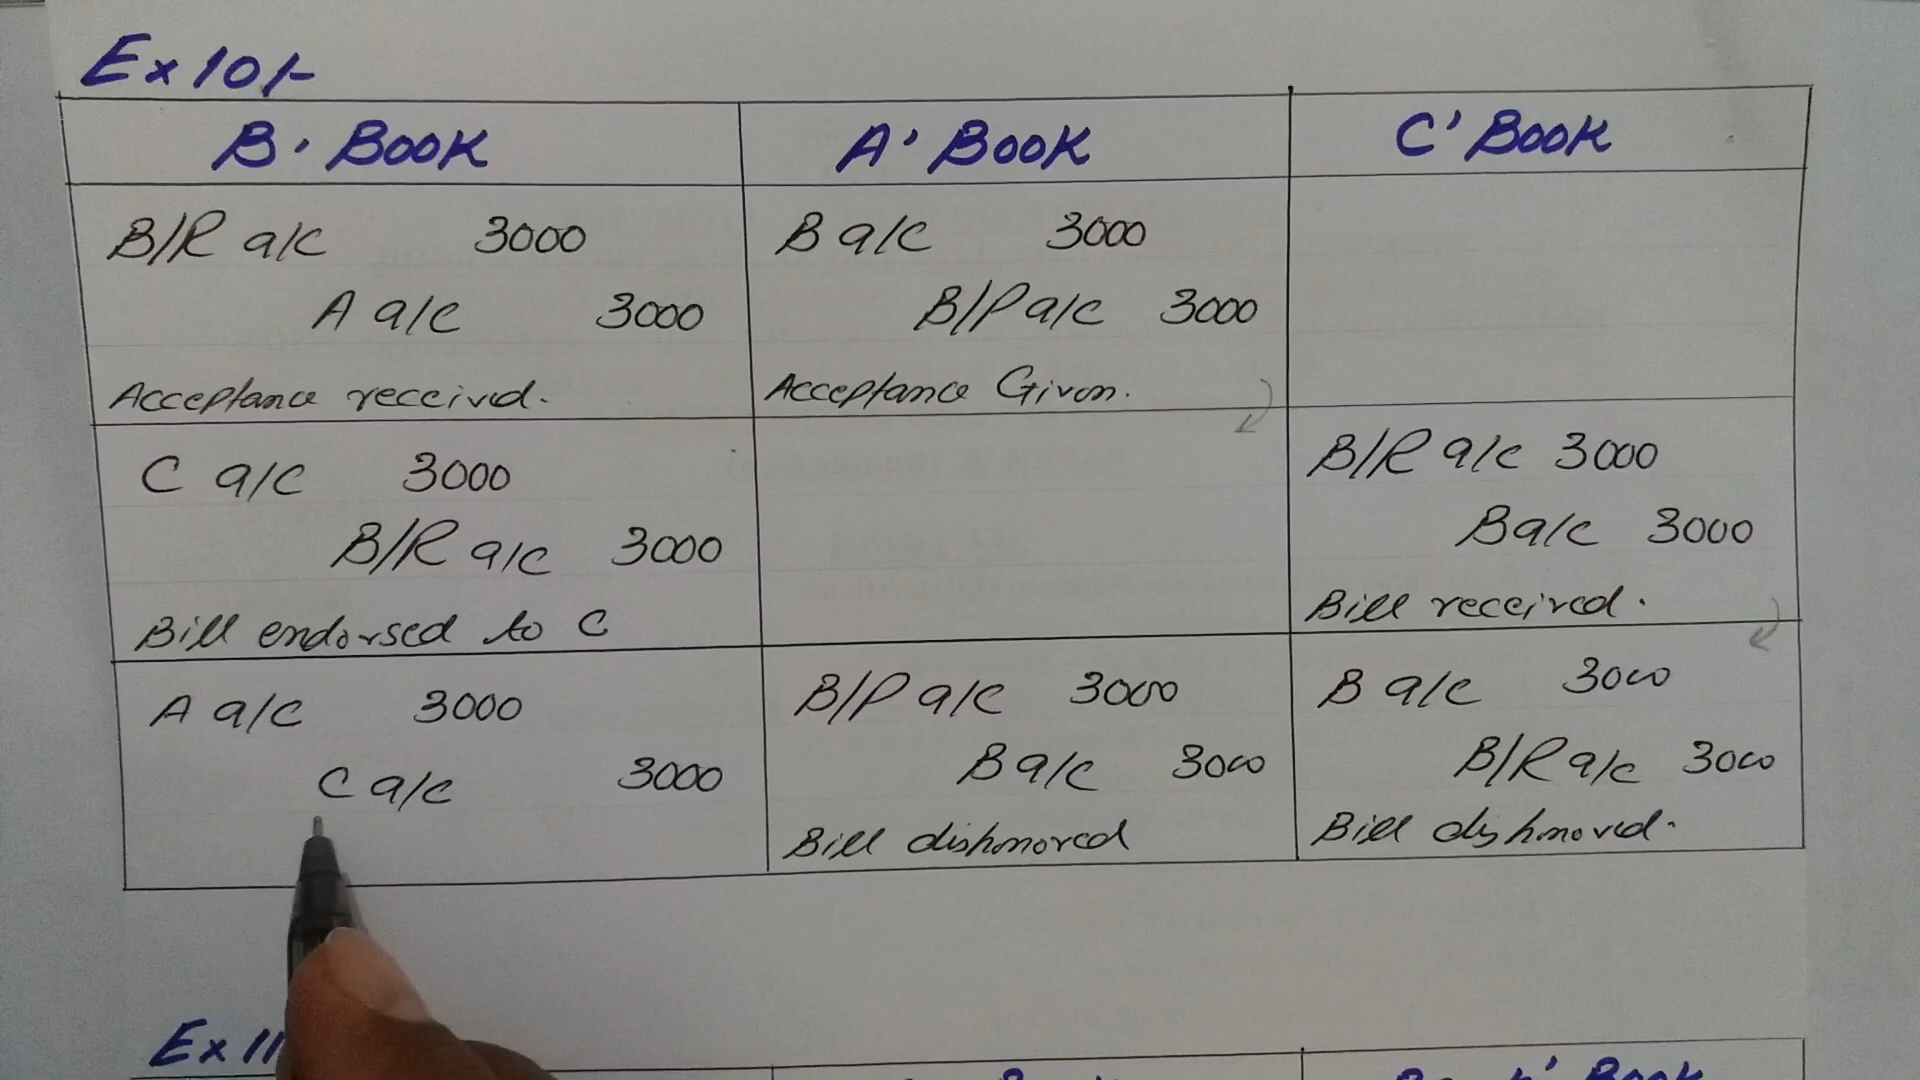 Ex 10/-
B' Book
A' Book
C' Book
B/R a/c 3000
A a/c 3000
Acceptance received.
B a/c 3000
B/P a/c 3000
Acceptance Given.
C a/c 3000
B/R a/c 3000
Bill endorsed to C
B/R a/c 3000
B a/c 3000
Bill received.
A a/c 3000
C a/c 3000
B/P a/c 3000
B a/c 3000
Bill dishonored
B a/c 3000
B/R a/c 3000
Bill dishonored.
Ex 11
Book